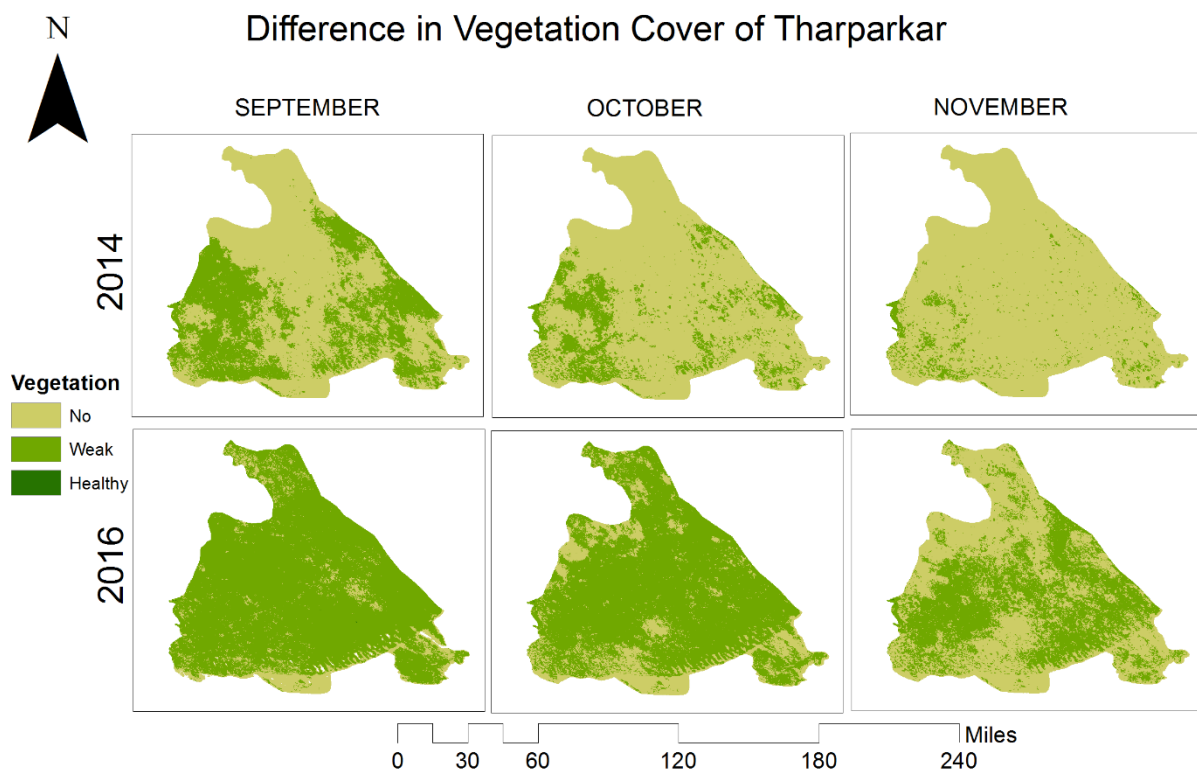 N
Difference in Vegetation Cover of Tharparkar
SEPTEMBER OCTOBER NOVEMBER
2014
Vegetation
No
Weak
Healthy
2016
Miles
0 30 60 120 180 240